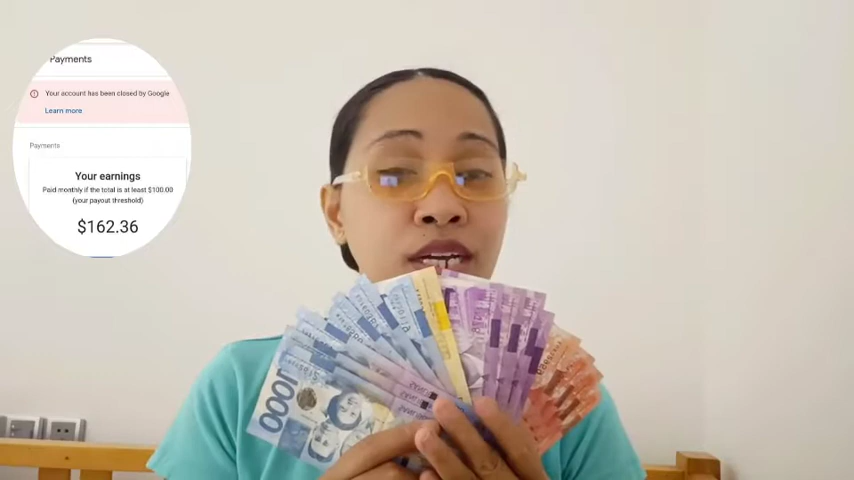 Payments
Your account has been closed by Google
Learn more
Payments
Your earnings
Paid monthly if the total is at least $100.00
(your payout threshold)
$162.36
1000